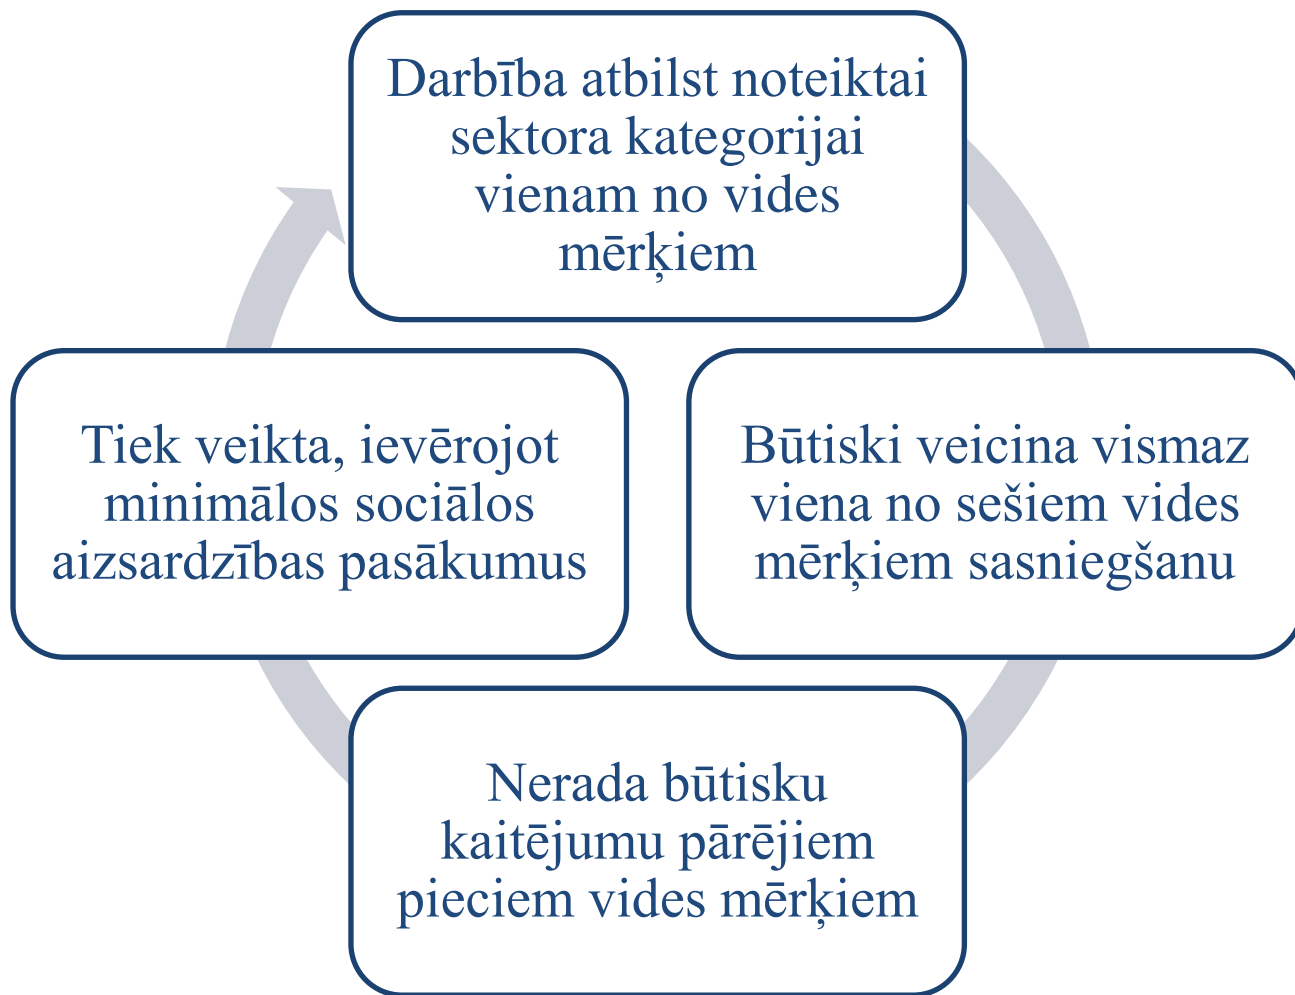 Darbība atbilst noteiktai
sektora kategorijai
vienam no vides
mērķiem
Būtiski veicina vismaz
viena no sešiem vides
mērķiem sasniegšanu
Nerada būtisku
kaitējumu pārējiem
pieciem vides mērķiem
Tiek veikta, ievērojot
minimālos sociālos
aizsardzības pasākumus